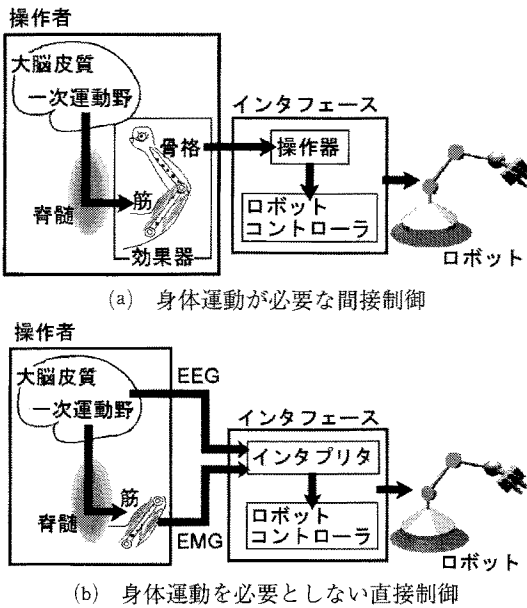 操作者
大脳皮質
一次運動野
脊髄
筋
骨格
効果器
インタフェース
操作器
ロボット
コントローラ
ロボット
(a) 身体運動が必要な間接制御
操作者
大脳皮質
一次運動野
脊髄
筋
EEG
EMG
インタフェース
インタプリタ
ロボット
コントローラ
ロボット
(b) 身体運動を必要としない直接制御